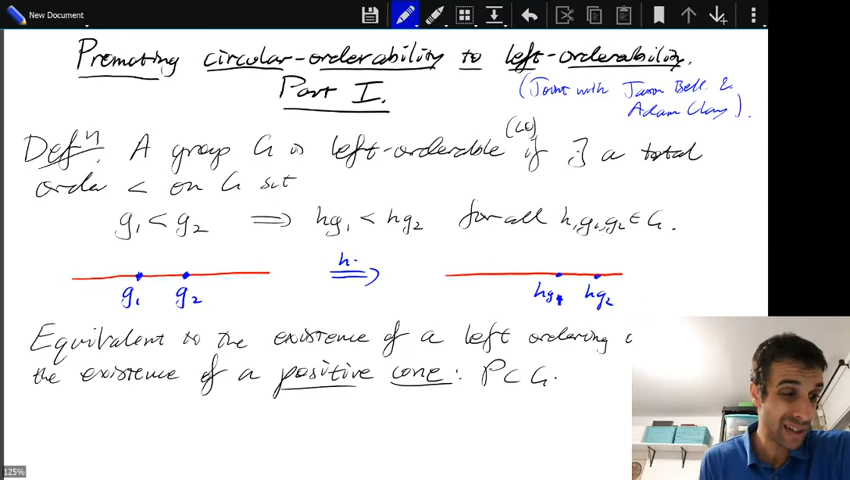 New Document
Promoting circular-orderability to left-orderability.
Part I.
(Joint with Jason Bell &
Adam Clay).
(LO)
Defⁿ. A group G is left-orderable if ∃ a total
order < on G s.t.
g₁ < g₂ ⟹ hg₁ < hg₂ for all h,g₁,g₂ ∈ G.
h·
g₁ g₂ hg₁ hg₂
Equivalent to the existence of a left ordering
the existence of a positive cone: P ⊂ G.
125%